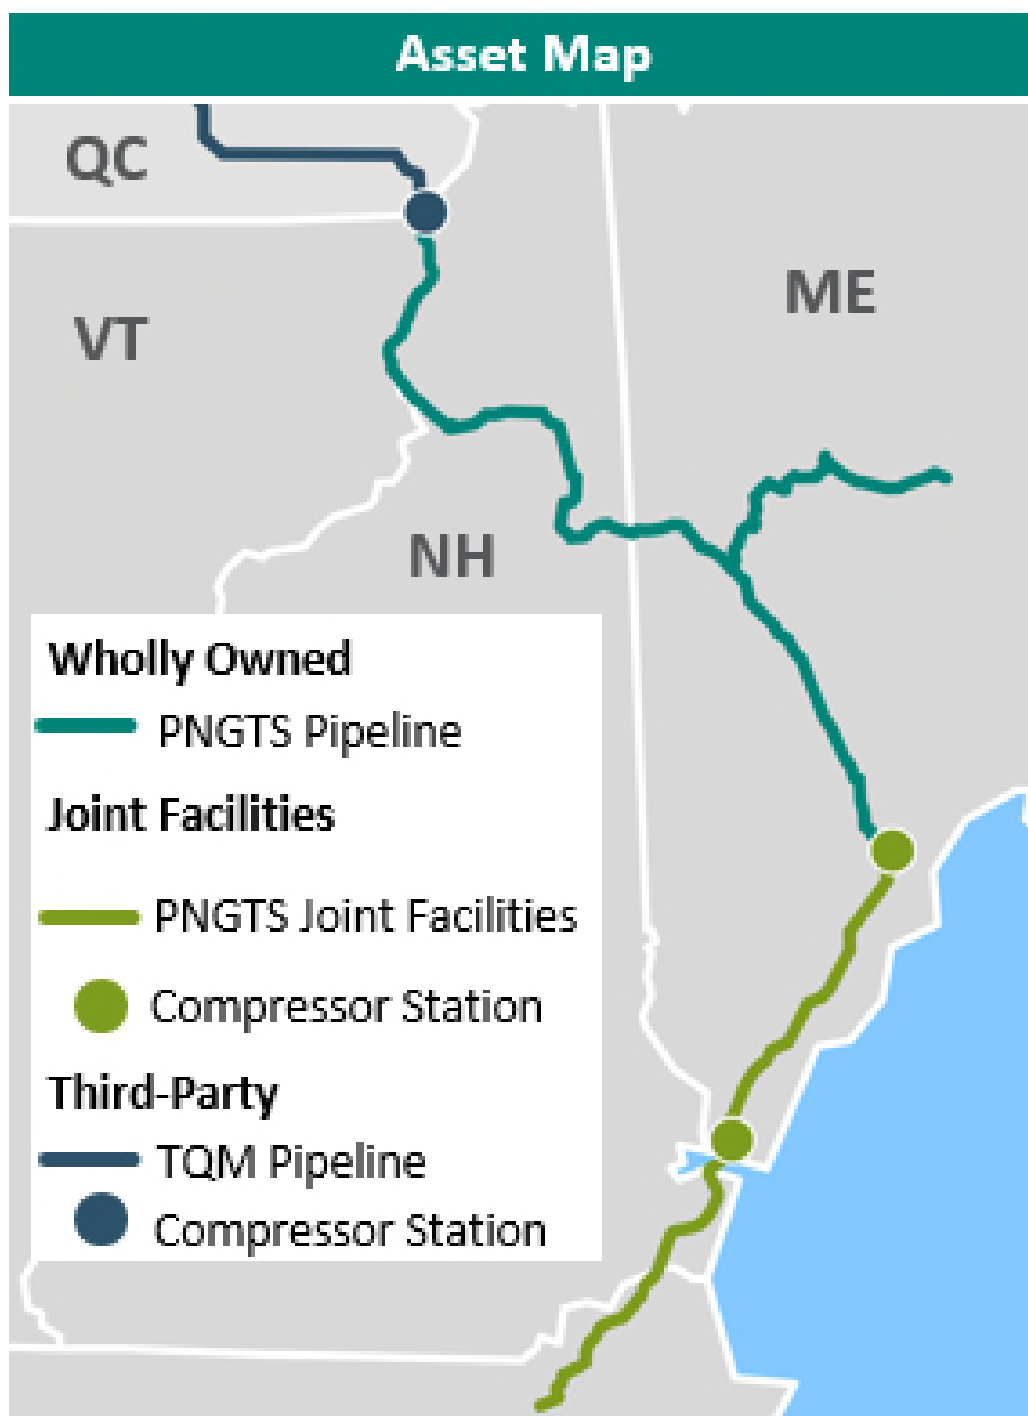 Asset Map
QC
VT
ME
NH
Wholly Owned
PNGTS Pipeline
Joint Facilities
PNGTS Joint Facilities
Compressor Station
Third-Party
TQM Pipeline
Compressor Station